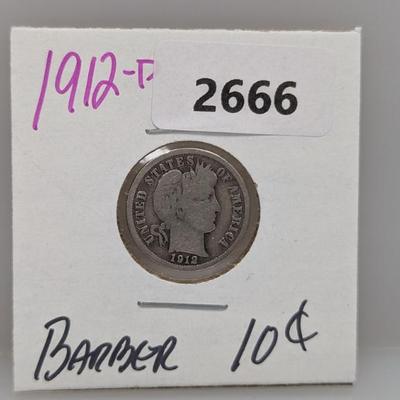 1912-D
2666
UNITED STATES OF AMERICA
1912
BARBER 10¢